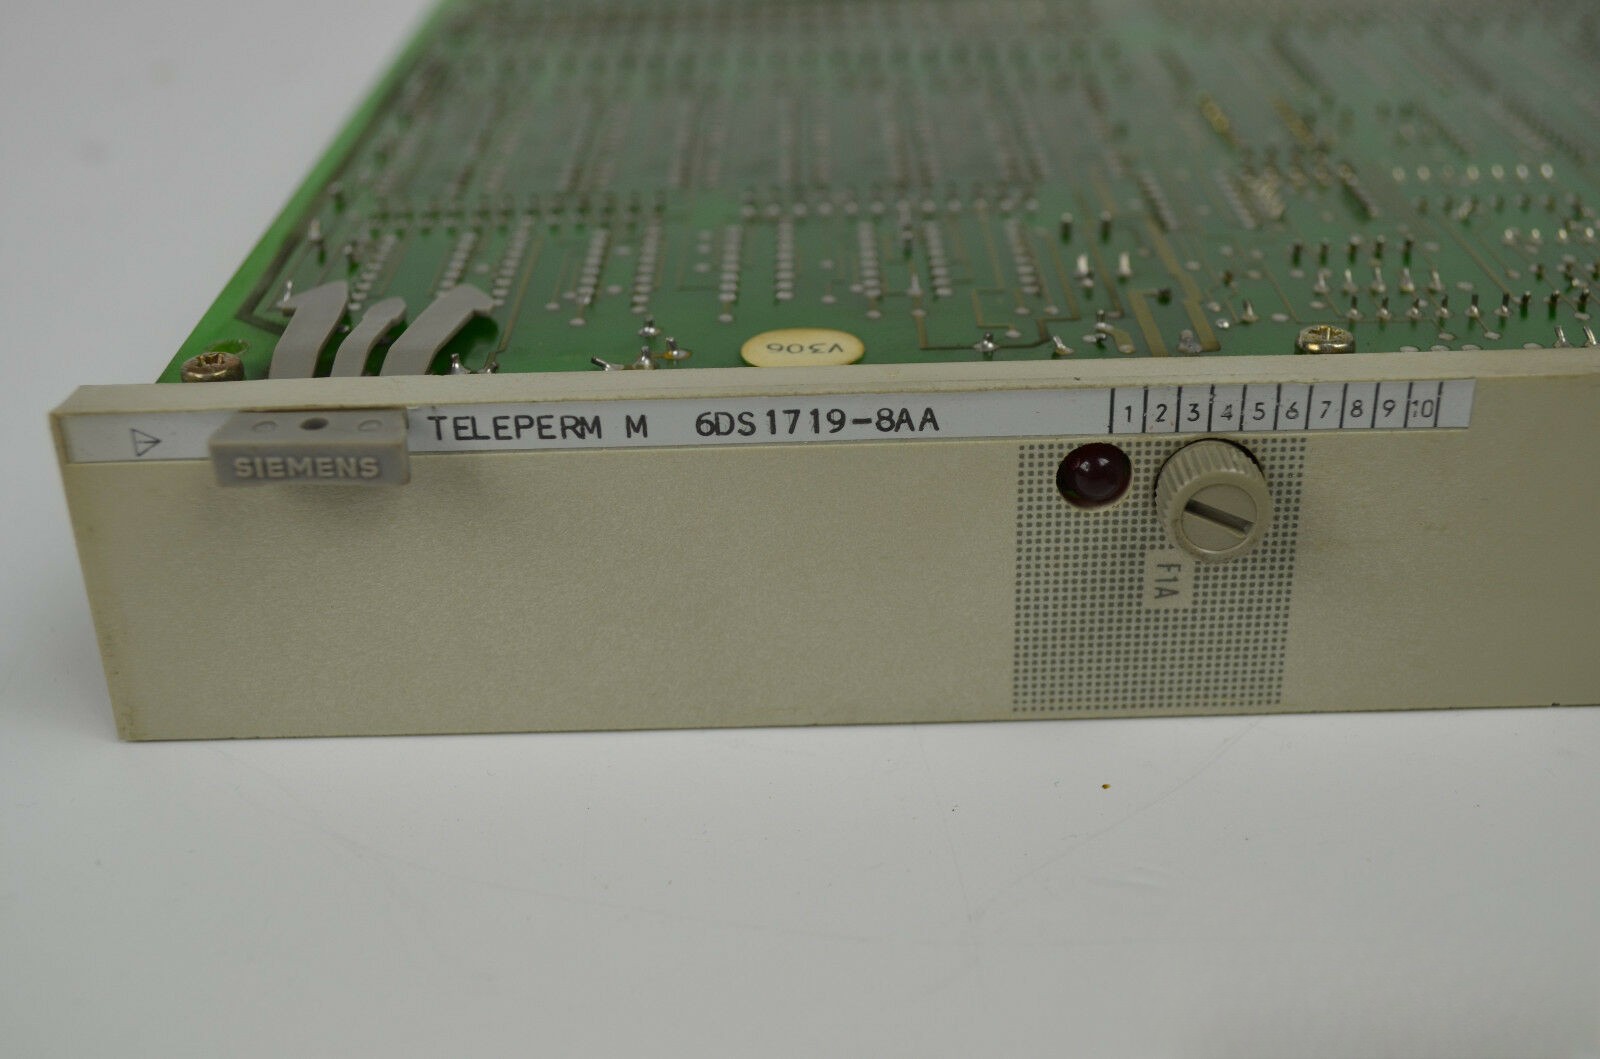 V306
TELEPERM M 6DS1719-8AA
1 2 3 4 5 6 7 8 9 10
SIEMENS
F1A